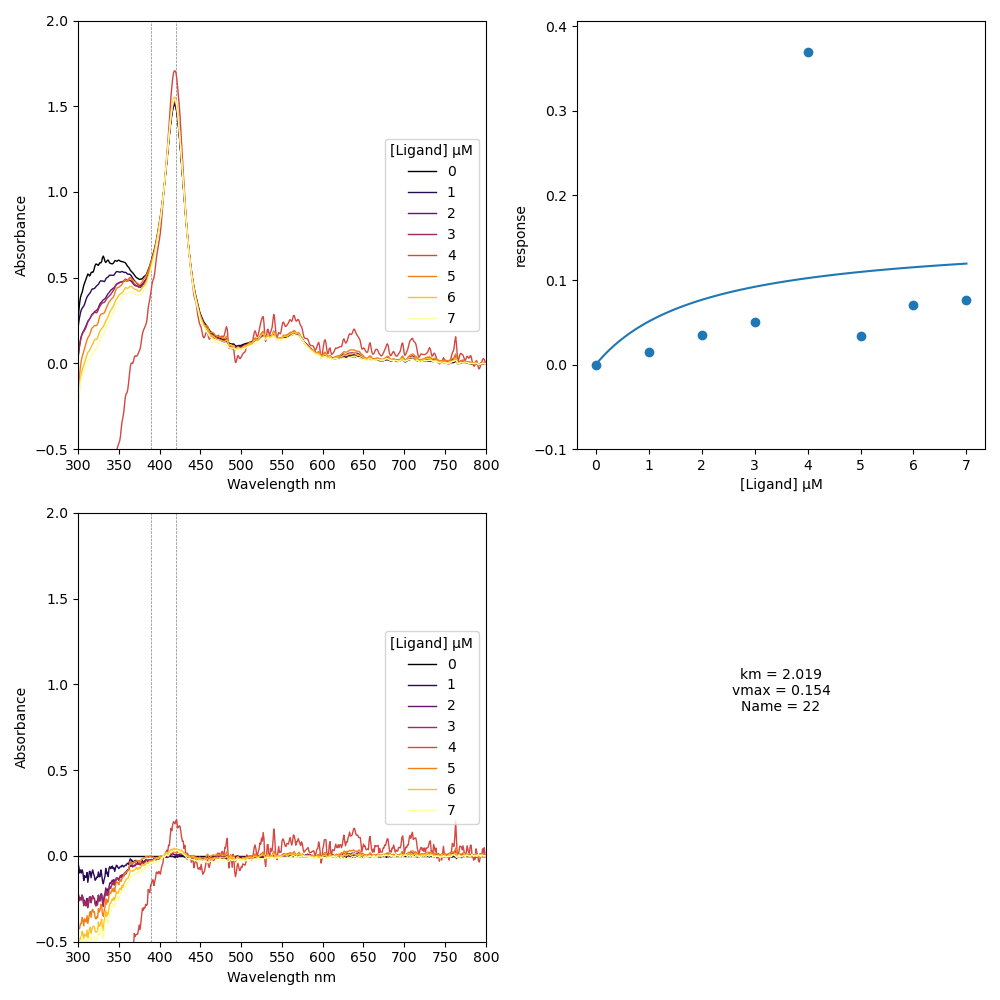 2.0
1.5
1.0
0.5
0.0
−0.5
300 350 400 450 500 550 600 650 700 750 800
Absorbance
Wavelength nm
[Ligand] μM
0
1
2
3
4
5
6
7
0.4
0.3
0.2
0.1
0.0
−0.1
0 1 2 3 4 5 6 7
response
[Ligand] μM
2.0
1.5
1.0
0.5
0.0
−0.5
300 350 400 450 500 550 600 650 700 750 800
Absorbance
Wavelength nm
[Ligand] μM
0
1
2
3
4
5
6
7
km = 2.019
vmax = 0.154
Name = 22